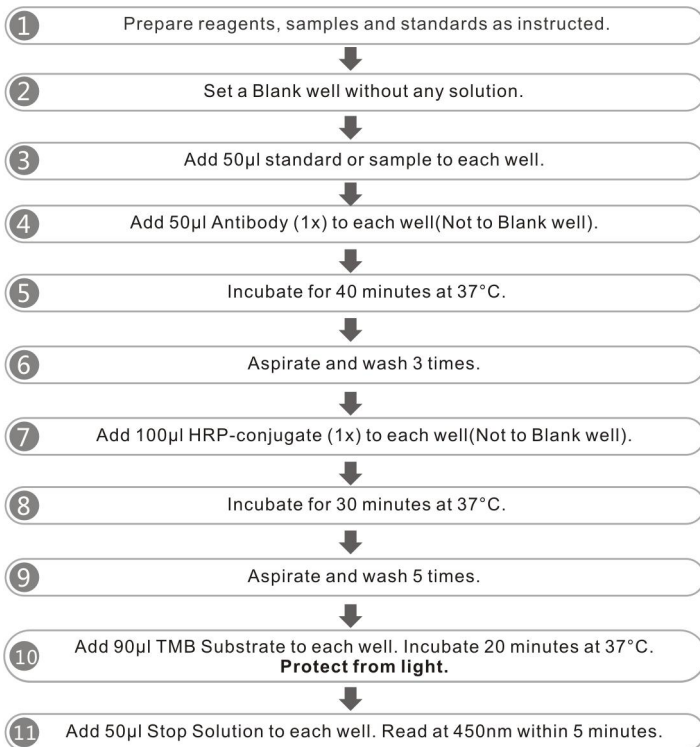 1 Prepare reagents, samples and standards as instructed.
2 Set a Blank well without any solution.
3 Add 50μl standard or sample to each well.
4 Add 50μl Antibody (1x) to each well(Not to Blank well).
5 Incubate for 40 minutes at 37°C.
6 Aspirate and wash 3 times.
7 Add 100μl HRP-conjugate (1x) to each well(Not to Blank well).
8 Incubate for 30 minutes at 37°C.
9 Aspirate and wash 5 times.
10 Add 90μl TMB Substrate to each well. Incubate 20 minutes at 37°C.
Protect from light.
11 Add 50μl Stop Solution to each well. Read at 450nm within 5 minutes.